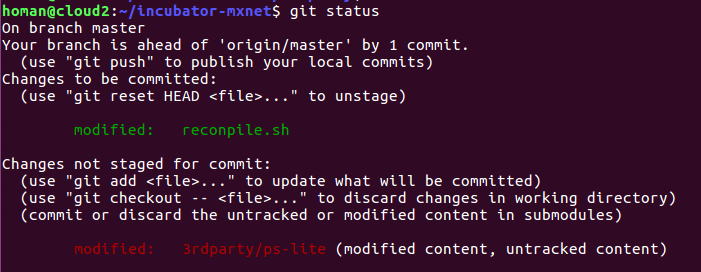 homan@cloud2:~/incubator-mxnet$ git status
On branch master
Your branch is ahead of 'origin/master' by 1 commit.
  (use "git push" to publish your local commits)
Changes to be committed:
  (use "git reset HEAD <file>..." to unstage)
        modified:   reconpile.sh
Changes not staged for commit:
  (use "git add <file>..." to update what will be committed)
  (use "git checkout -- <file>..." to discard changes in working directory)
  (commit or discard the untracked or modified content in submodules)
        modified:   3rdparty/ps-lite (modified content, untracked content)